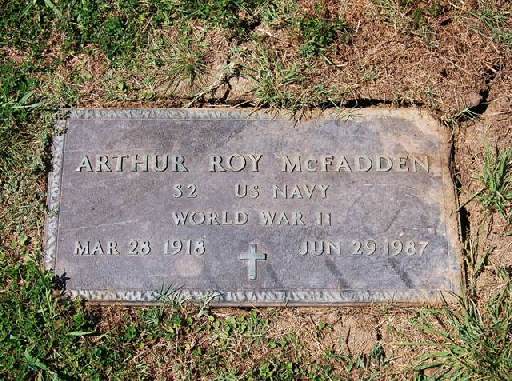 ARTHUR ROY McFADDEN
S2 US NAVY
WORLD WAR II
MAR 28 1918 JUN 29 1987